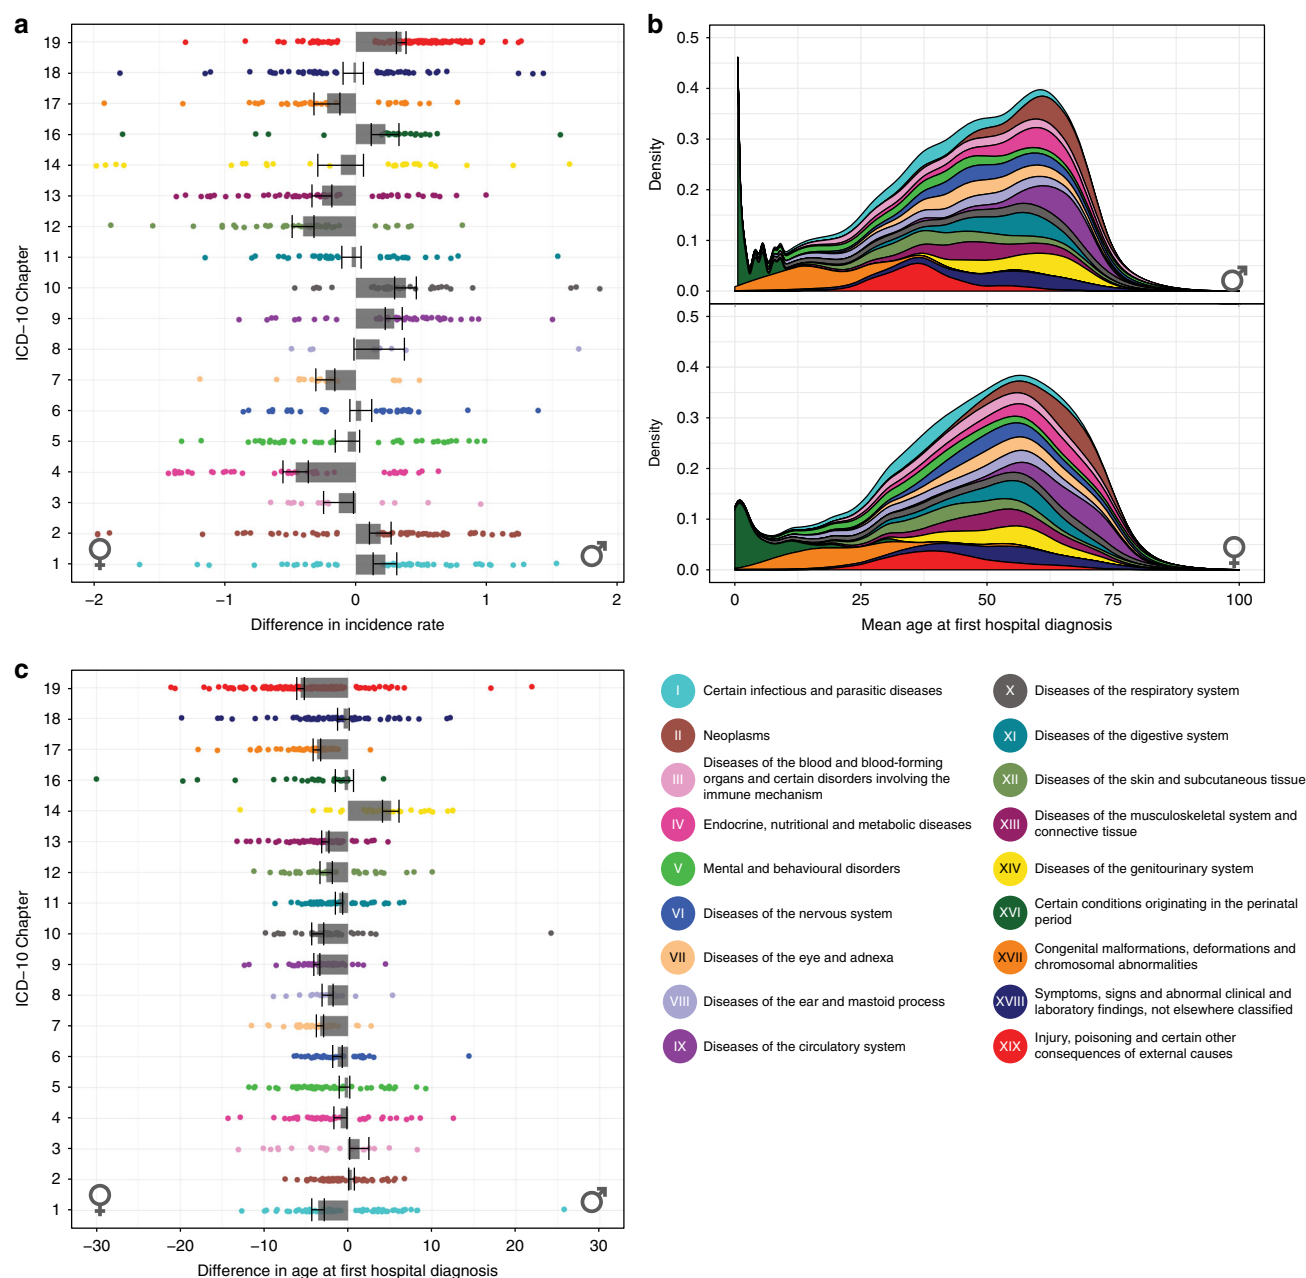 a
ICD–10 Chapter
19
18
17
16
14
13
12
11
10
9
8
7
6
5
4
3
2
1
−2
−1
0
1
2
Difference in incidence rate
b
Density
0.5
0.4
0.3
0.2
0.1
0.0
Density
0.5
0.4
0.3
0.2
0.1
0.0
0
25
50
75
100
Mean age at first hospital diagnosis
c
ICD–10 Chapter
19
18
17
16
14
13
12
11
10
9
8
7
6
5
4
3
2
1
−30
−20
−10
0
10
20
30
Difference in age at first hospital diagnosis
I Certain infectious and parasitic diseases
II Neoplasms
III Diseases of the blood and blood-forming
organs and certain disorders involving the
immune mechanism
IV Endocrine, nutritional and metabolic diseases
V Mental and behavioural disorders
VI Diseases of the nervous system
VII Diseases of the eye and adnexa
VIII Diseases of the ear and mastoid process
IX Diseases of the circulatory system
X Diseases of the respiratory system
XI Diseases of the digestive system
XII Diseases of the skin and subcutaneous tissue
XIII Diseases of the musculoskeletal system and
connective tissue
XIV Diseases of the genitourinary system
XVI Certain conditions originating in the perinatal
period
XVII Congenital malformations, deformations and
chromosomal abnormalities
XVIII Symptoms, signs and abnormal clinical and
laboratory findings, not elsewhere classified
XIX Injury, poisoning and certain other
consequences of external causes